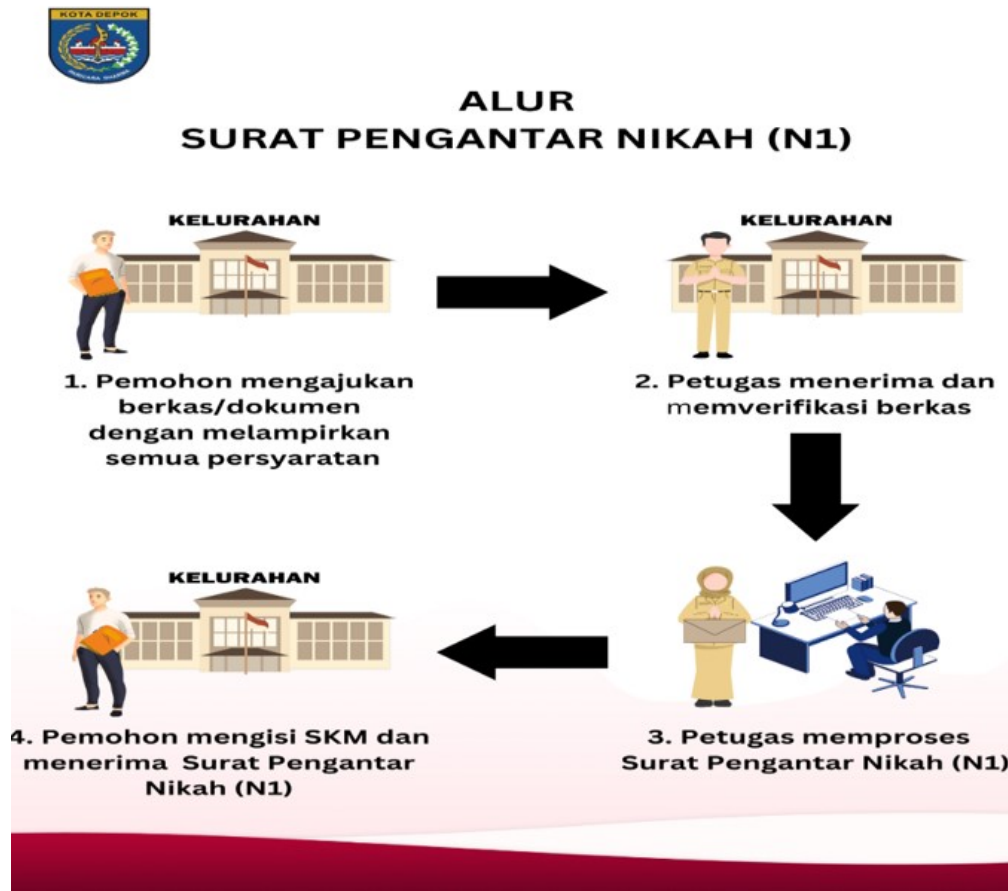 KOTA DEPOK
PARICARA DHARMA
ALUR
SURAT PENGANTAR NIKAH (N1)
KELURAHAN
1. Pemohon mengajukan
berkas/dokumen
dengan melampirkan
semua persyaratan
KELURAHAN
2. Petugas menerima dan
memverifikasi berkas
3. Petugas memproses
Surat Pengantar Nikah (N1)
KELURAHAN
4. Pemohon mengisi SKM dan
menerima Surat Pengantar
Nikah (N1)